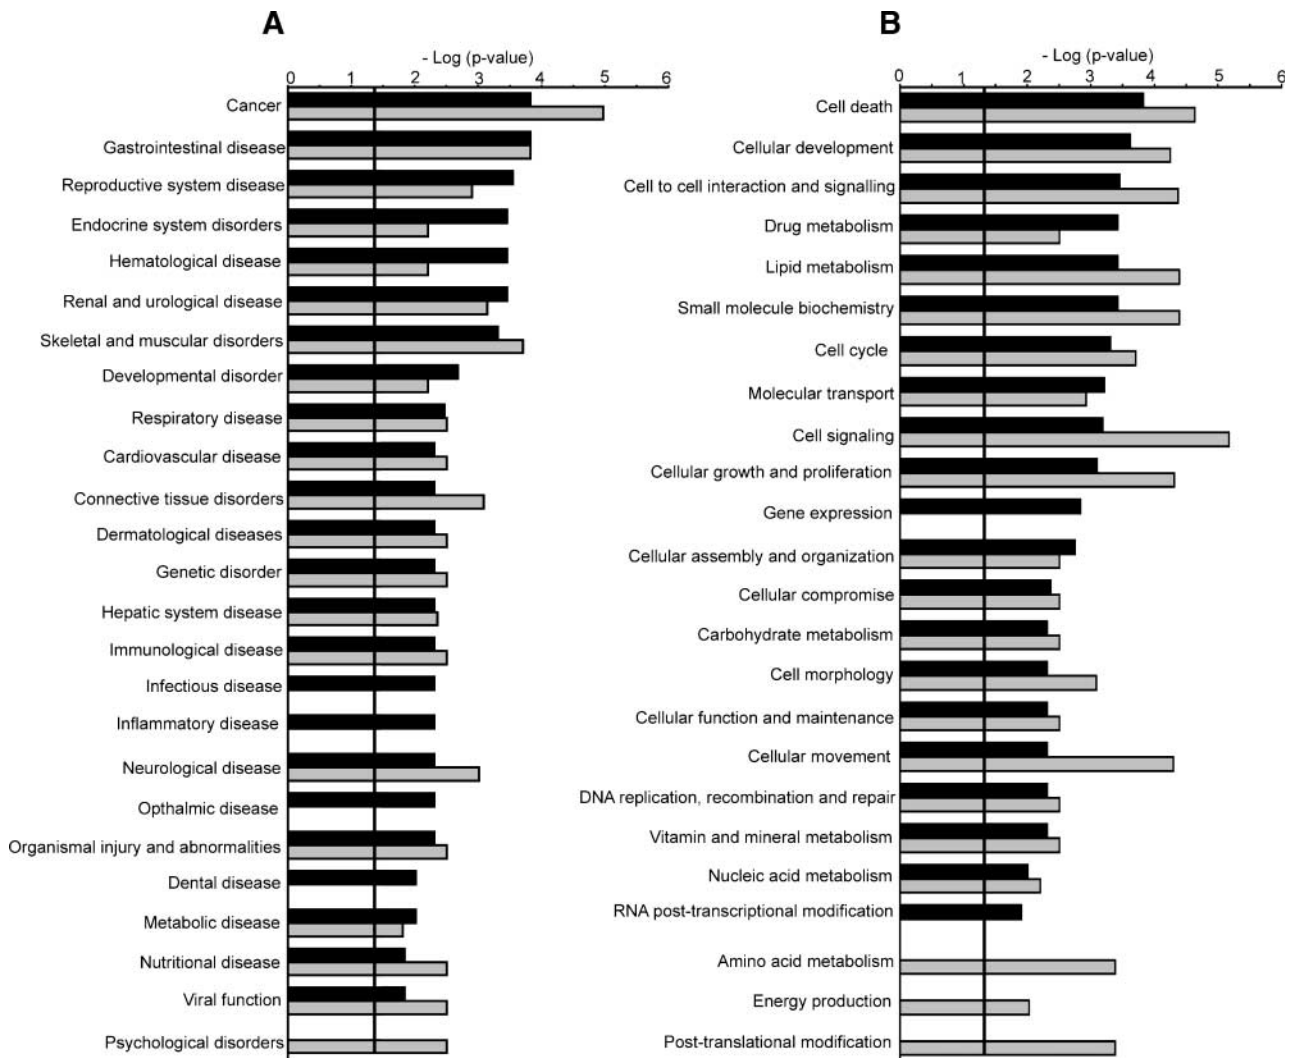 A
- Log (p-value)
0 1 2 3 4 5 6
Cancer
Gastrointestinal disease
Reproductive system disease
Endocrine system disorders
Hematological disease
Renal and urological disease
Skeletal and muscular disorders
Developmental disorder
Respiratory disease
Cardiovascular disease
Connective tissue disorders
Dermatological diseases
Genetic disorder
Hepatic system disease
Immunological disease
Infectious disease
Inflammatory disease
Neurological disease
Opthalmic disease
Organismal injury and abnormalities
Dental disease
Metabolic disease
Nutritional disease
Viral function
Psychological disorders
B
- Log (p-value)
0 1 2 3 4 5 6
Cell death
Cellular development
Cell to cell interaction and signalling
Drug metabolism
Lipid metabolism
Small molecule biochemistry
Cell cycle
Molecular transport
Cell signaling
Cellular growth and proliferation
Gene expression
Cellular assembly and organization
Cellular compromise
Carbohydrate metabolism
Cell morphology
Cellular function and maintenance
Cellular movement
DNA replication, recombination and repair
Vitamin and mineral metabolism
Nucleic acid metabolism
RNA post-transcriptional modification
Amino acid metabolism
Energy production
Post-translational modification